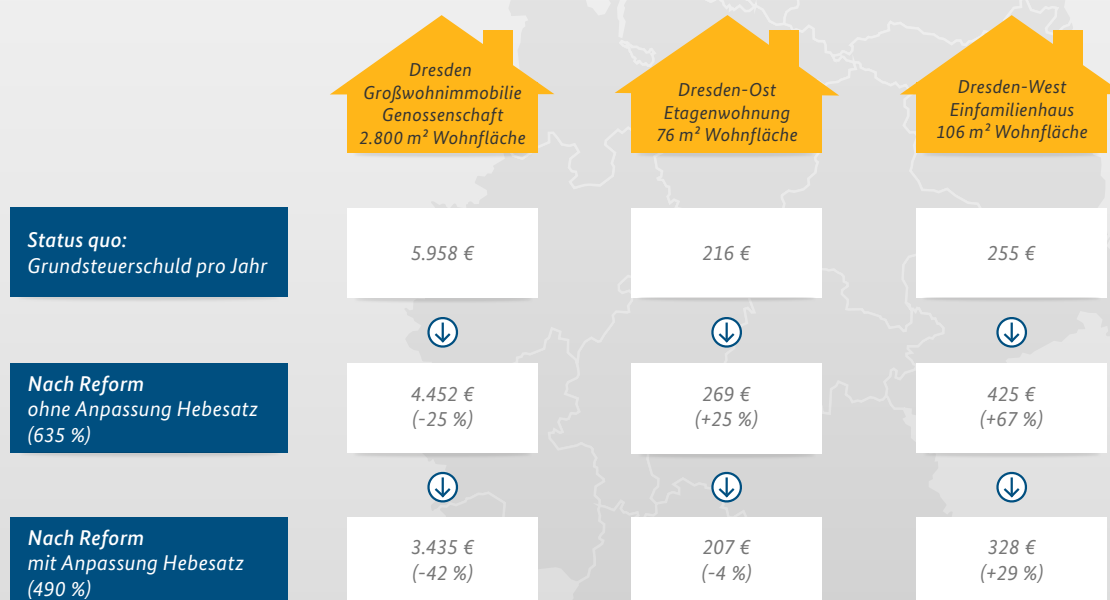 Dresden
Großwohnimmobilie
Genossenschaft
2.800 m² Wohnfläche
Dresden-Ost
Etagenwohnung
76 m² Wohnfläche
Dresden-West
Einfamilienhaus
106 m² Wohnfläche
Status quo:
Grundsteuerschuld pro Jahr
5.958 €
216 €
255 €
Nach Reform
ohne Anpassung Hebesatz
(635 %)
4.452 €
(-25 %)
269 €
(+25 %)
425 €
(+67 %)
Nach Reform
mit Anpassung Hebesatz
(490 %)
3.435 €
(-42 %)
207 €
(-4 %)
328 €
(+29 %)